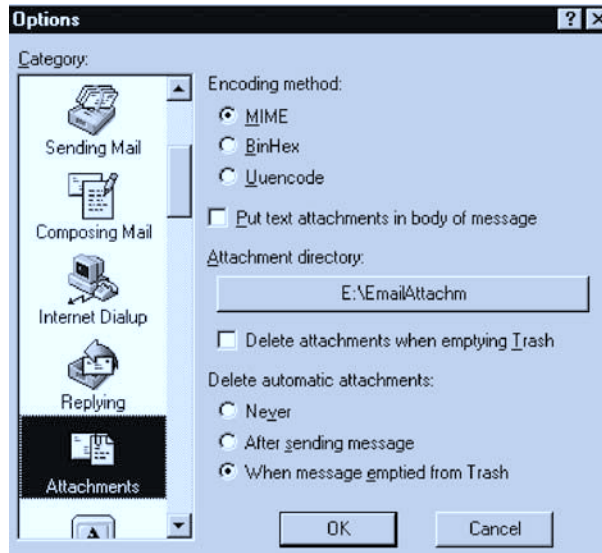 Options
Category:
Sending Mail
Composing Mail
Internet Dialup
Replying
Attachments
Encoding method:
MIME
BinHex
Uuencode
Put text attachments in body of message
Attachment directory:
E:\EmailAttachm
Delete attachments when emptying Trash
Delete automatic attachments:
Never
After sending message
When message emptied from Trash
OK
Cancel